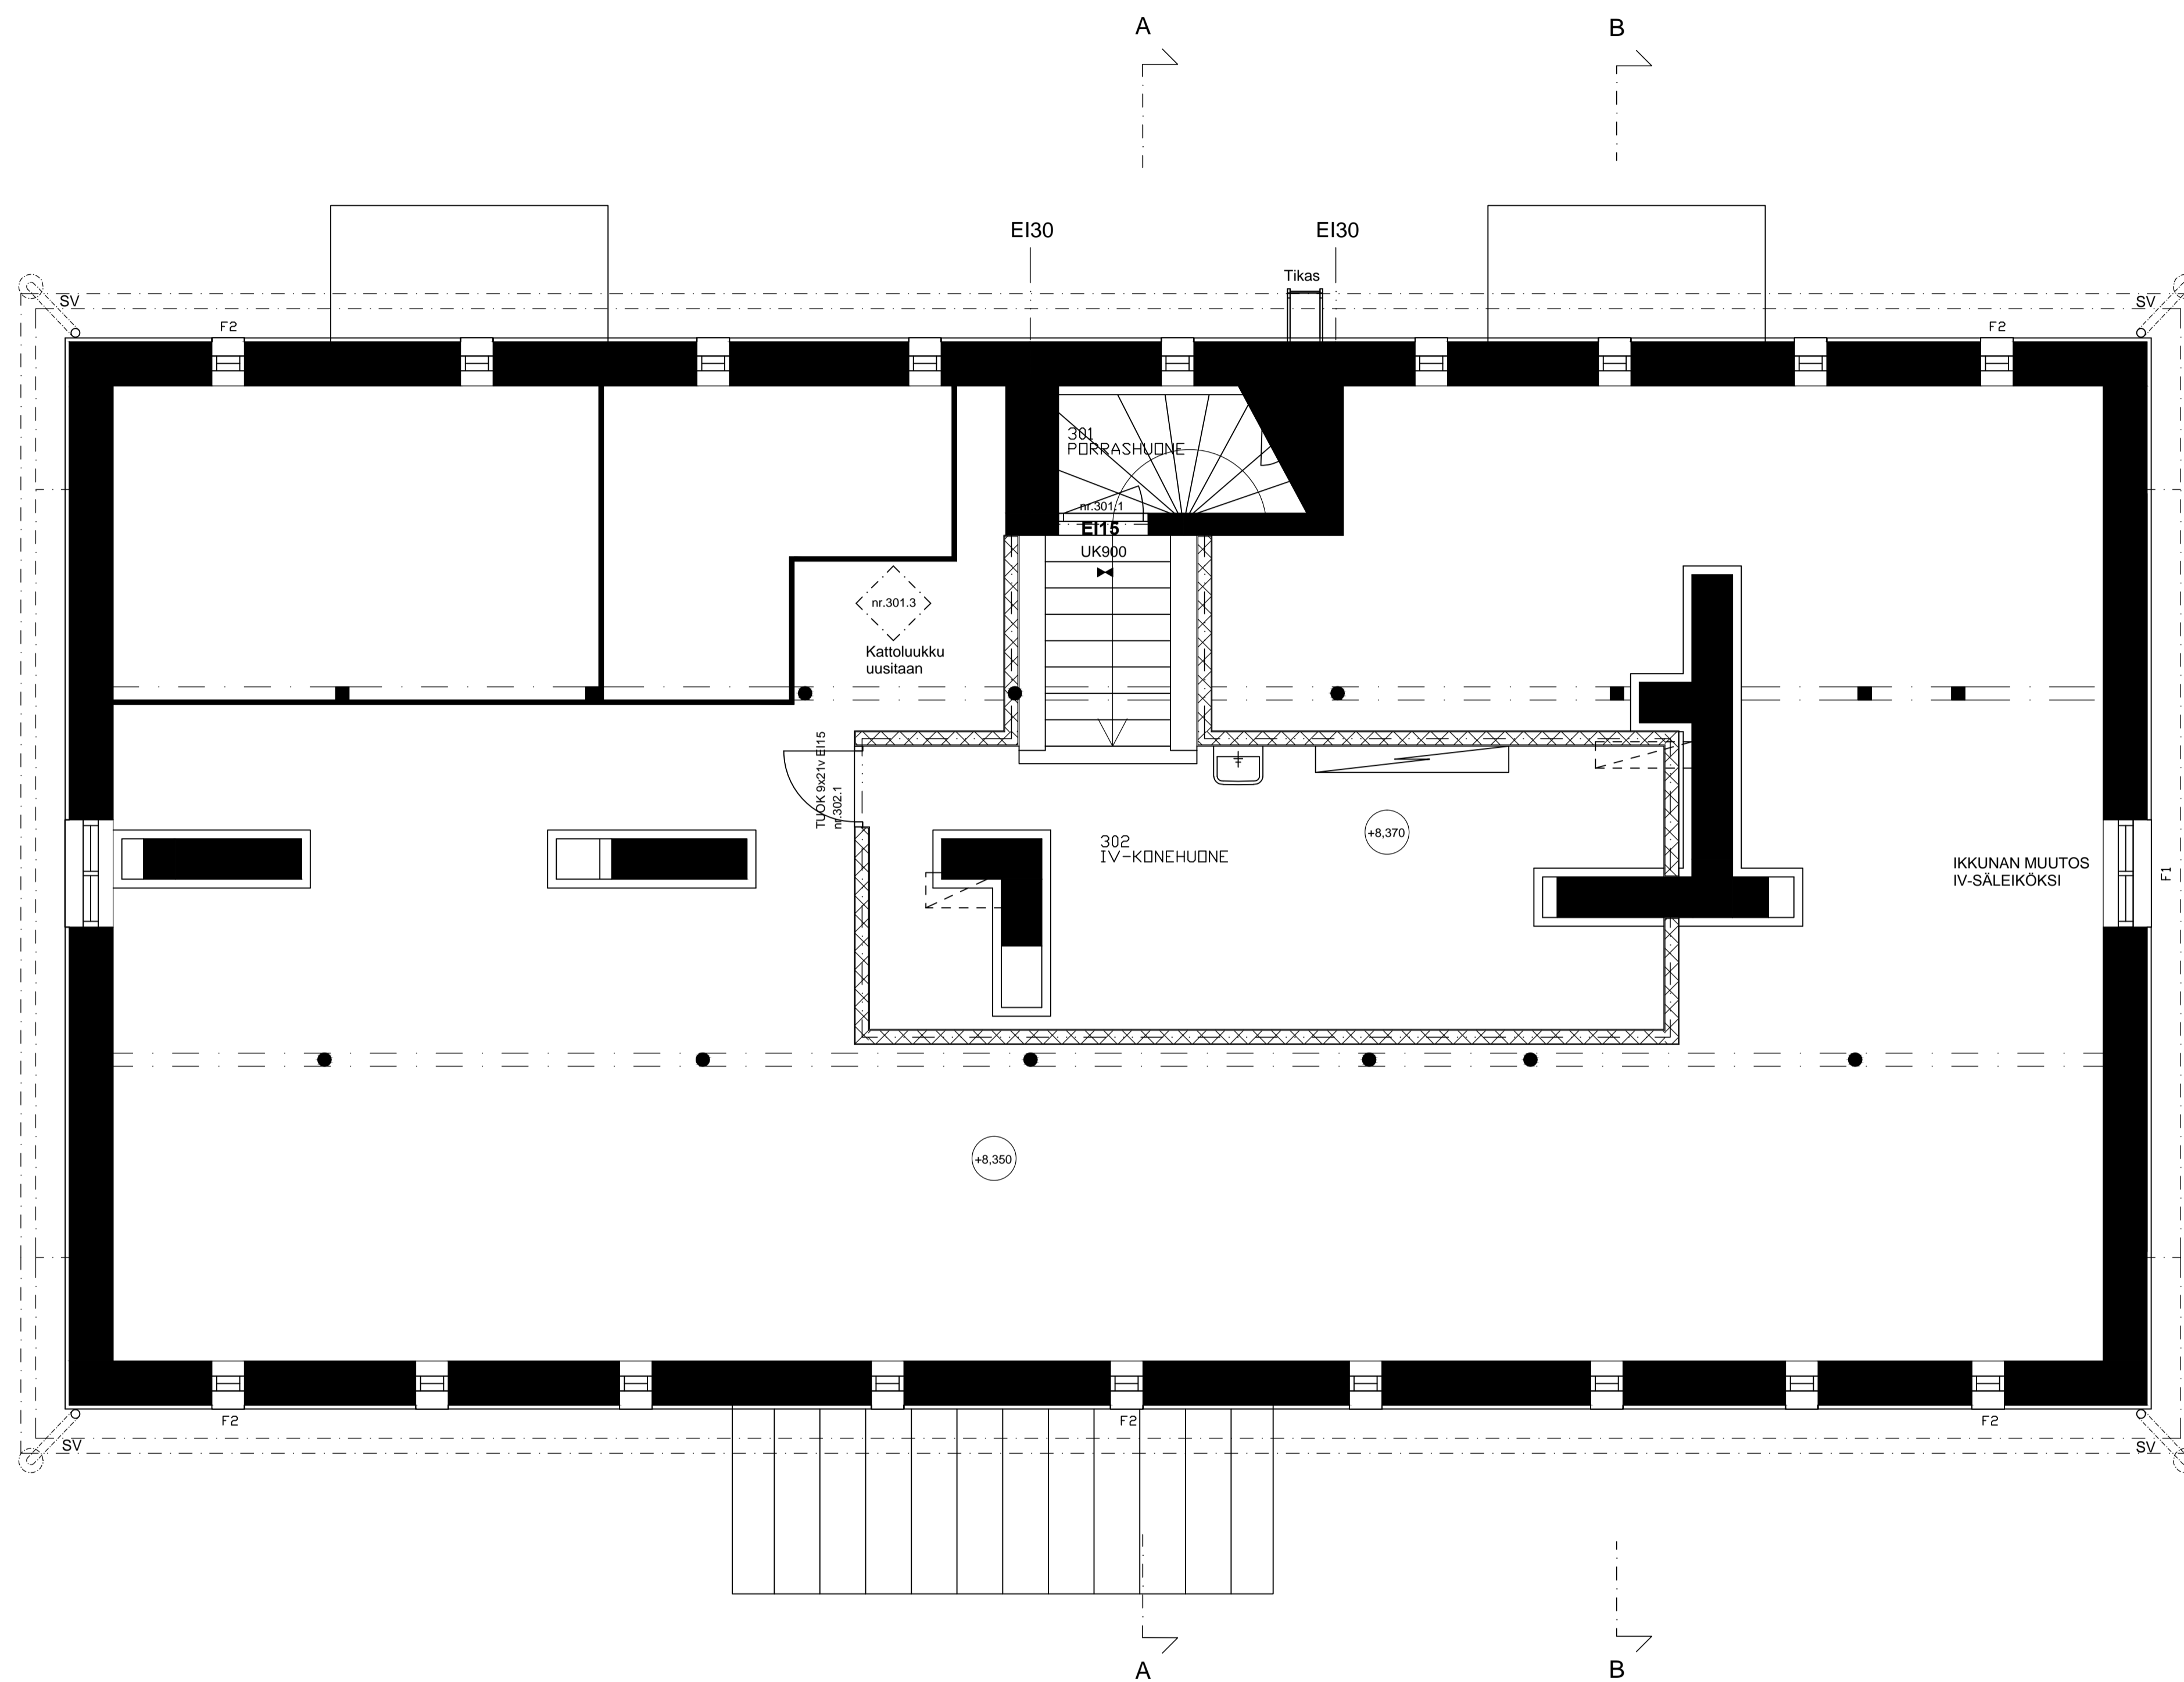 A
B
EI30
EI30
Tikas
SV
SV
F2
F2
301
PORRASHUONE
nr.301.1
EI15
UK900
nr.301.3
Kattoluukku
uusitaan
TUOK 9x21v EI15
nr.302.1
302
IV-KONEHUONE
+8,370
IKKUNAN MUUTOS
IV-SÄLEIKÖKSI
F1
+8,350
F2
F2
F2
SV
SV
A
B